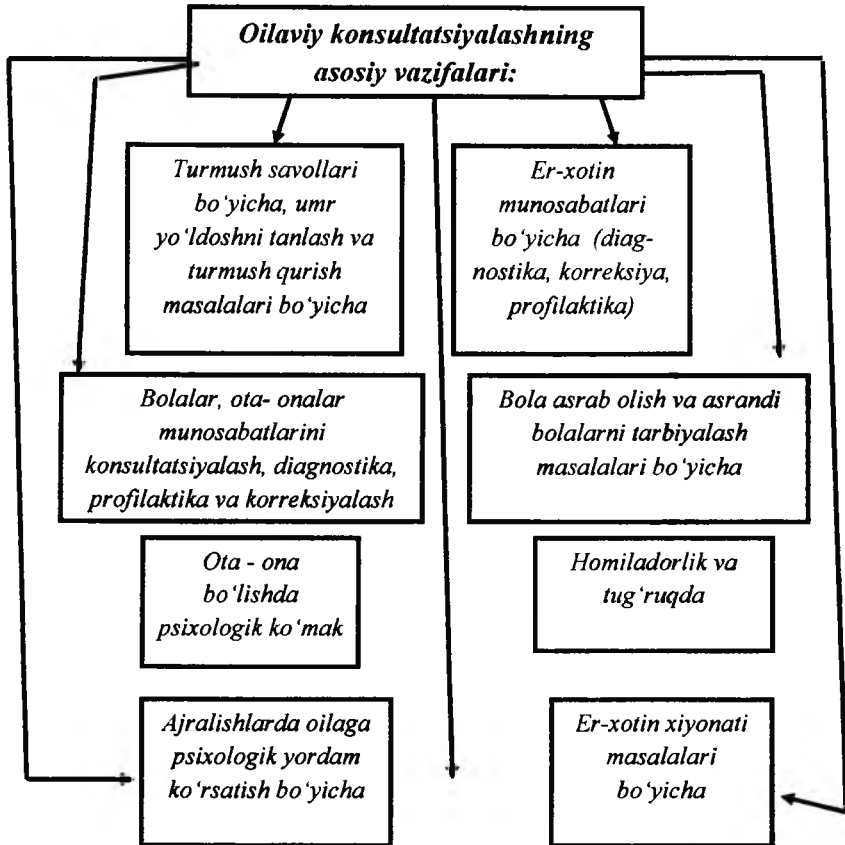 Oilaviy konsultatsiyalashning
asosiy vazifalari:
Turmush savollari
bo‘yicha, umr
yo‘ldoshni tanlash va
turmush qurish
masalalari bo‘yicha
Er-xotin
munosabatlari
bo‘yicha (diag-
nostika, korreksiya,
profilaktika)
Bolalar, ota- onalar
munosabatlarini
konsultatsiyalash, diagnostika,
profilaktika va korreksiyalash
Bola asrab olish va asrandi
bolalarni tarbiyalash
masalalari bo‘yicha
Ota - ona
bo‘lishda
psixologik ko‘mak
Homiladorlik va
tug‘ruqda
Ajralishlarda oilaga
psixologik yordam
ko‘rsatish bo‘yicha
Er-xotin xiyonati
masalalari
bo‘yicha